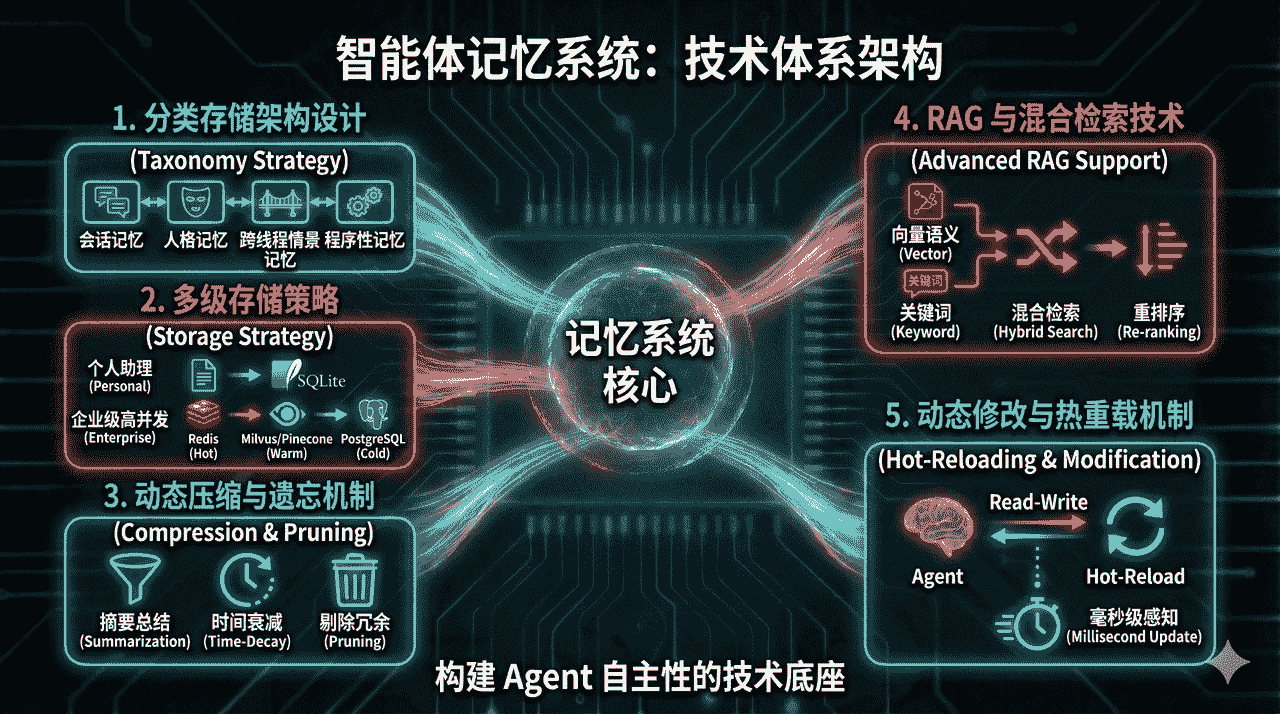 智能体记忆系统：技术体系架构
1. 分类存储架构设计
(Taxonomy Strategy)
会话记忆
人格记忆
跨线程情景
记忆
程序性记忆
2. 多级存储策略
(Storage Strategy)
个人助理
(Personal)
SQLite
企业级高并发
(Enterprise)
Redis
(Hot)
Milvus/Pinecone
(Warm)
PostgreSQL
(Cold)
3. 动态压缩与遗忘机制
(Compression & Pruning)
摘要总结
(Summarization)
时间衰减
(Time-Decay)
剔除冗余
(Pruning)
记忆系统
核心
4. RAG 与混合检索技术
(Advanced RAG Support)
向量语义
(Vector)
关键词
关键词
(Keyword)
混合检索
(Hybrid Search)
重排序
(Re-ranking)
5. 动态修改与热重载机制
(Hot-Reloading & Modification)
Read-Write
Agent
Hot-Reload
毫秒级感知
(Millisecond Update)
构建 Agent 自主性的技术底座